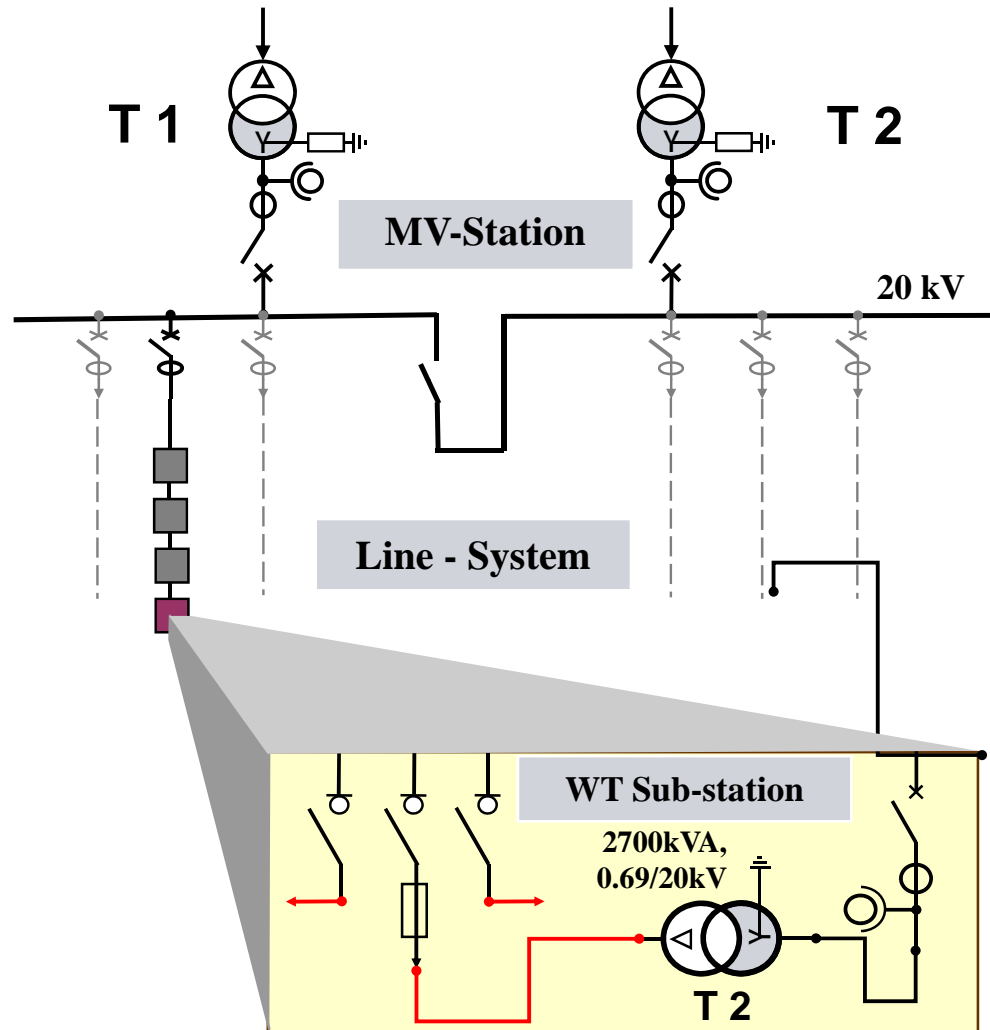 T 1
T 2
MV-Station
20 kV
Line - System
WT Sub-station
2700kVA,
0.69/20kV
T 2